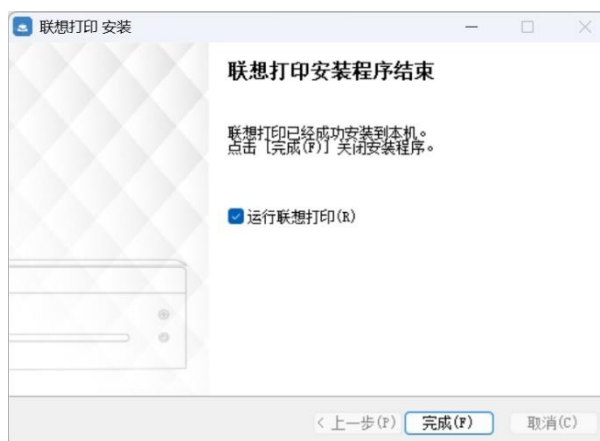 联想打印 安装
联想打印安装程序结束
联想打印已经成功安装到本机。
点击 [完成(F)] 关闭安装程序。
运行联想打印(R)
< 上一步(P)
完成(F)
取消(C)